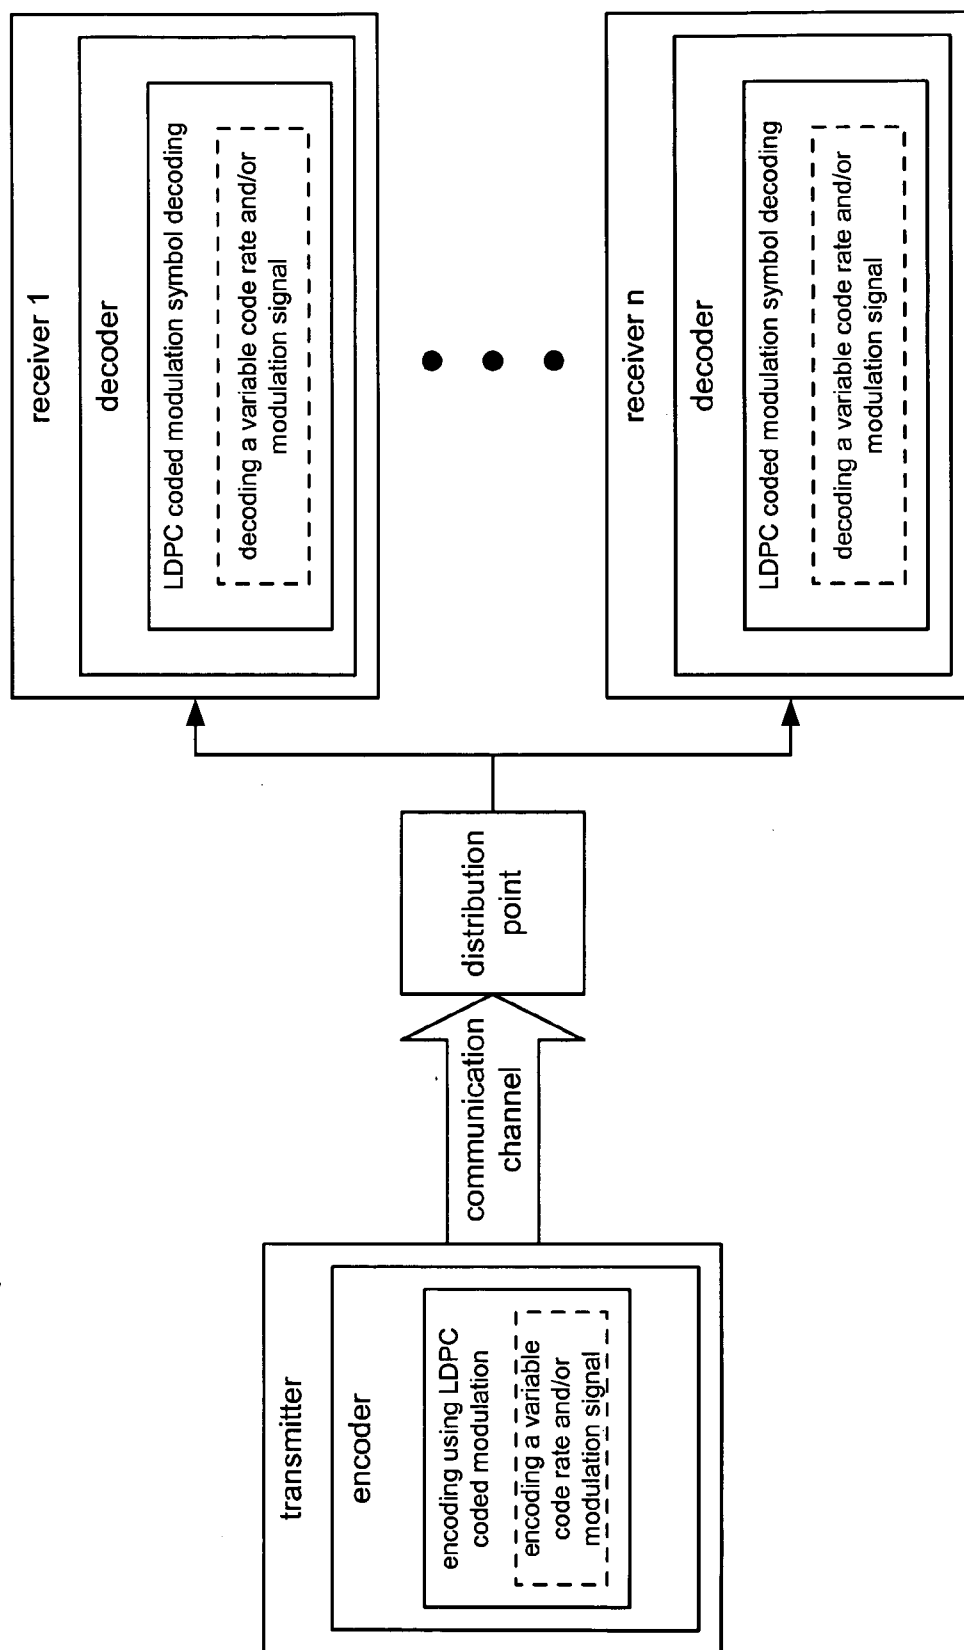 transmitter
encoder
encoding using LDPC
coded modulation
encoding a variable
code rate and/or
modulation signal
communication
channel
distribution
point
receiver 1
decoder
LDPC coded modulation symbol decoding
decoding a variable code rate and/or
modulation signal
receiver n
decoder
LDPC coded modulation symbol decoding
decoding a variable code rate and/or
modulation signal